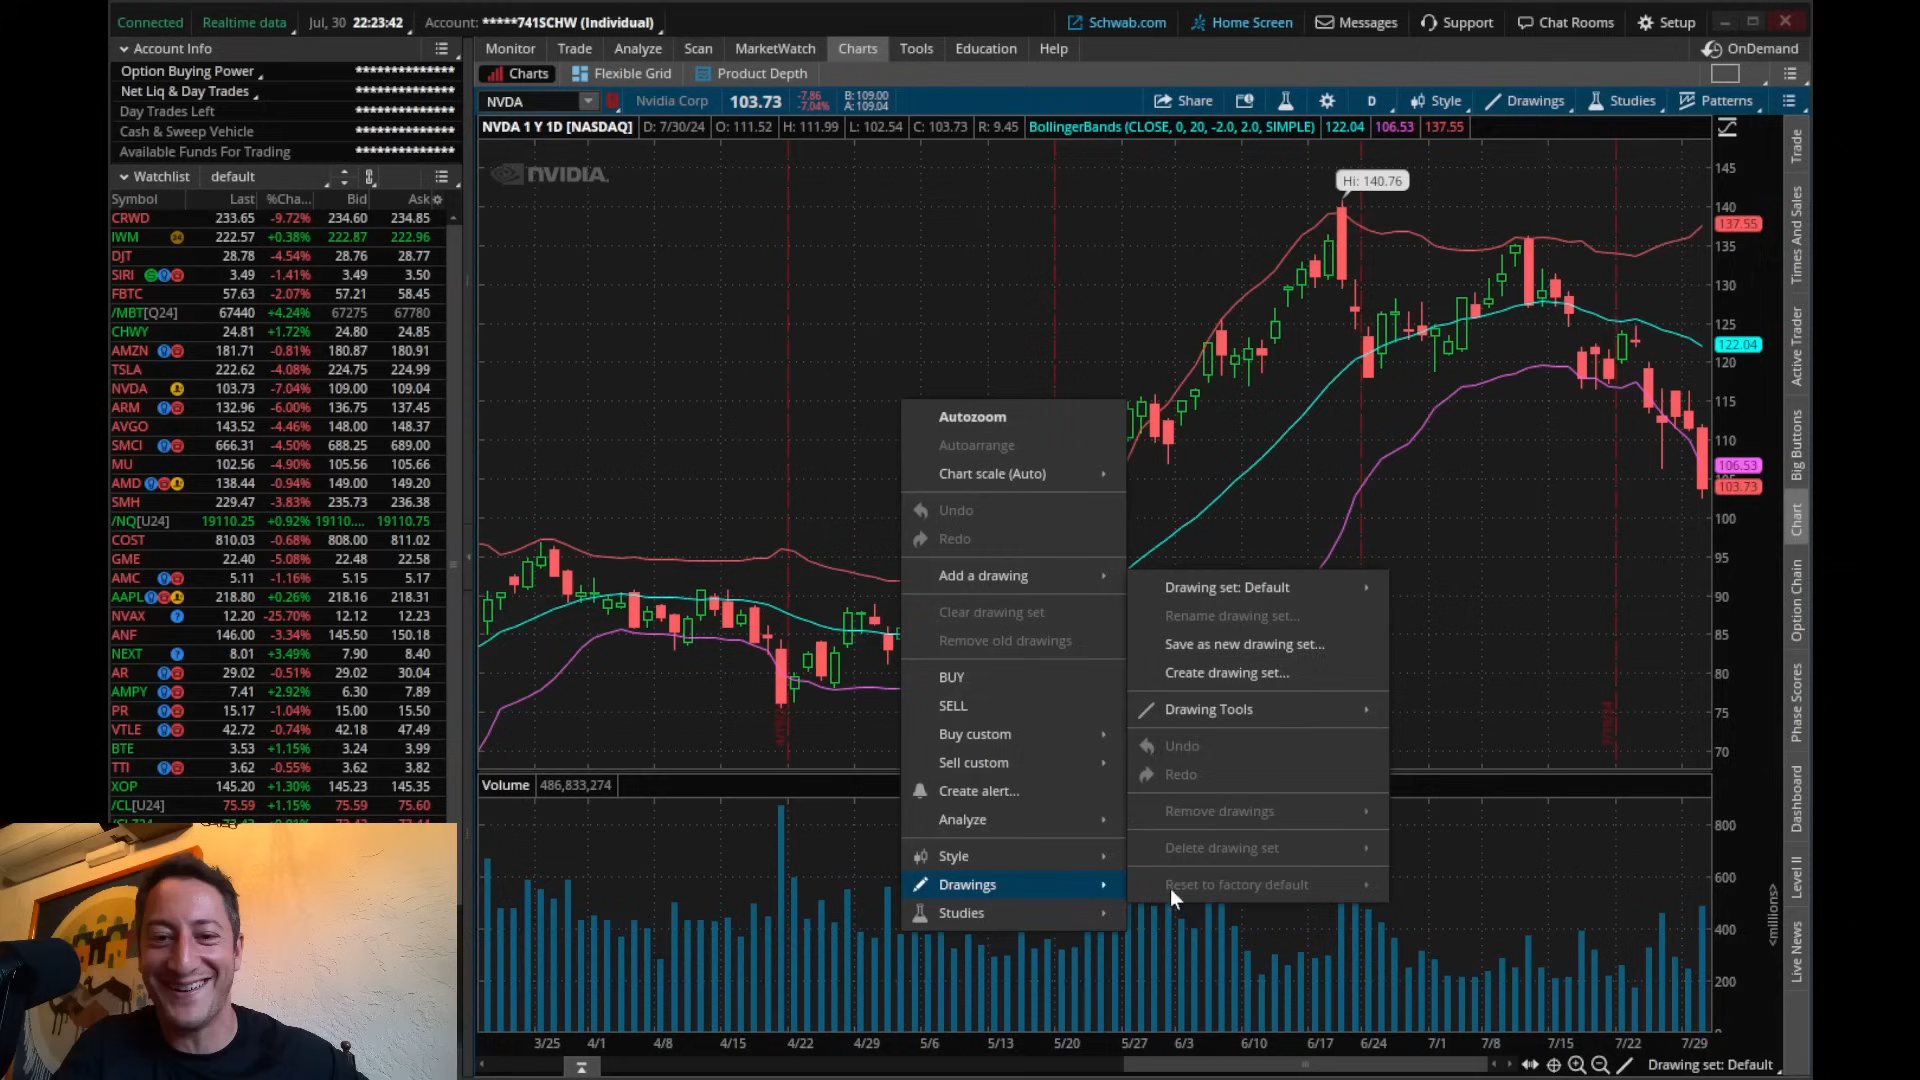 Connected Realtime data Jul, 30 22:23:42 Account: *****741SCHW (Individual) Schwab.com Home Screen Messages Support Chat Rooms Setup
Account Info
Option Buying Power **************
Net Liq & Day Trades **************
Day Trades Left **************
Cash & Sweep Vehicle **************
Available Funds For Trading **************
Watchlist default
Symbol Last %Cha... Bid Ask
CRWD 233.65 -9.72% 234.60 234.85
IWM 24 222.57 +0.38% 222.87 222.96
DJT 28.78 -4.54% 28.76 28.77
SIRI 3.49 -1.41% 3.49 3.50
FBTC 57.63 -2.07% 57.21 58.45
/MBT[Q24] 67440 +4.24% 67275 67780
CHWY 24.81 +1.72% 24.80 24.85
AMZN 181.71 -0.81% 180.87 180.91
TSLA 222.62 -4.08% 224.75 224.99
NVDA 103.73 -7.04% 109.00 109.04
ARM 132.96 -6.00% 136.75 137.45
AVGO 143.52 -4.46% 148.00 148.37
SMCI 666.31 -4.50% 688.25 689.00
MU 102.56 -4.90% 105.56 105.66
AMD 138.44 -0.94% 149.00 149.20
SMH 229.47 -3.83% 235.73 236.38
/NQ[U24] 19110.25 +0.92% 19110.... 19110.75
COST 810.03 -0.68% 808.00 811.02
GME 22.40 -5.08% 22.48 22.58
AMC 5.11 -1.16% 5.15 5.17
AAPL 218.80 +0.26% 218.16 218.31
NVAX ? 12.20 -25.70% 12.12 12.23
ANF 146.00 -3.34% 145.50 150.18
NEXT ? 8.01 +3.49% 7.90 8.40
AR 29.02 -0.51% 29.02 30.04
AMPY 7.41 +2.92% 6.30 7.89
PR 15.17 -1.04% 15.00 15.50
VTLE 42.72 -0.74% 42.18 47.49
BTE 3.53 +1.15% 3.24 3.99
TTI 3.62 -0.55% 3.62 3.82
XOP 145.20 +1.30% 145.23 145.35
/CL[U24] 75.59 +1.15% 75.59 75.60
Monitor Trade Analyze Scan MarketWatch Charts Tools Education Help OnDemand
Charts Flexible Grid Product Depth
NVDA Nvidia Corp 103.73 -7.86 -7.04% B: 109.00 A: 109.04 Share D Style Drawings Studies Patterns
NVDA 1 Y 1D [NASDAQ] D: 7/30/24 O: 111.52 H: 111.99 L: 102.54 C: 103.73 R: 9.45 BollingerBands (CLOSE, 0, 20, -2.0, 2.0, SIMPLE) 122.04 106.53 137.55
NVIDIA.
Hi: 140.76
145
140
137.55
135
130
125
122.04
120
115
110
106.53
103.73
100
95
90
85
80
75
70
Autozoom
Autoarrange
Chart scale (Auto)
Undo
Redo
Add a drawing
Clear drawing set
Remove old drawings
BUY
SELL
Buy custom
Sell custom
Create alert...
Analyze
Style
Drawings
Studies
Drawing set: Default
Rename drawing set...
Save as new drawing set...
Create drawing set...
Drawing Tools
Undo
Redo
Remove drawings
Delete drawing set
Reset to factory default
Volume 486,833,274
800
600
400
200
<millions>
3/25 4/1 4/8 4/15 4/22 4/29 5/6 5/13 5/20 5/27 6/3 6/10 6/17 6/24 7/1 7/8 7/15 7/22 7/29
Drawing set: Default
Trade
Times And Sales
Active Trader
Big Buttons
Chart
Option Chain
Phase Scores
Dashboard
Level II
Live News